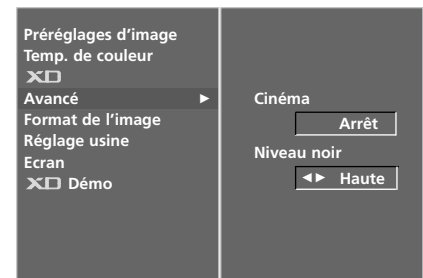 Préréglages d’image
Temp. de couleur
XD
Avancé ►
Format de l’image
Réglage usine
Ecran
XD Démo
Cinéma
Arrêt
Niveau noir
◄► Haute